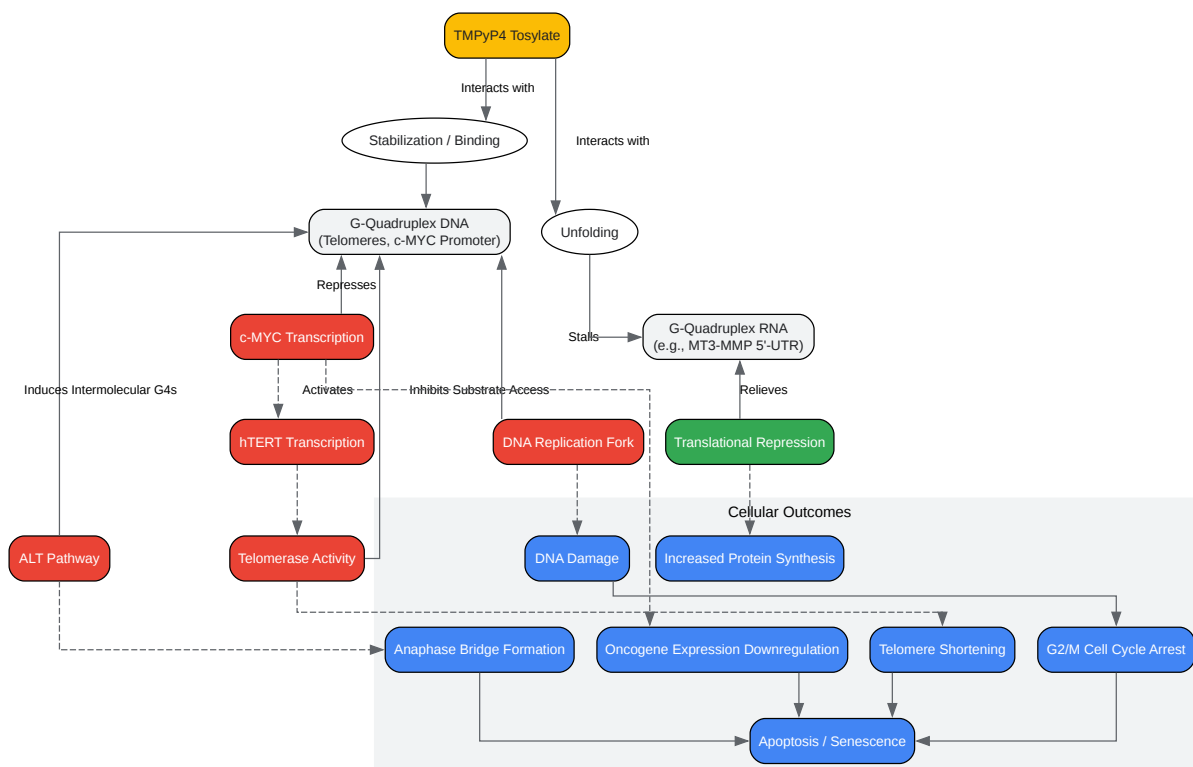 TMPyP4 Tosylate
Interacts with
Stabilization / Binding
Interacts with
G-Quadruplex DNA
(Telomeres, c-MYC Promoter)
Unfolding
Represses
c-MYC Transcription
Stalls
G-Quadruplex RNA
(e.g., MT3-MMP 5'-UTR)
Induces Intermolecular G4s
Activates
Inhibits Substrate Access
Relieves
hTERT Transcription
DNA Replication Fork
Translational Repression
Cellular Outcomes
ALT Pathway
Telomerase Activity
DNA Damage
Increased Protein Synthesis
Anaphase Bridge Formation
Oncogene Expression Downregulation
Telomere Shortening
G2/M Cell Cycle Arrest
Apoptosis / Senescence